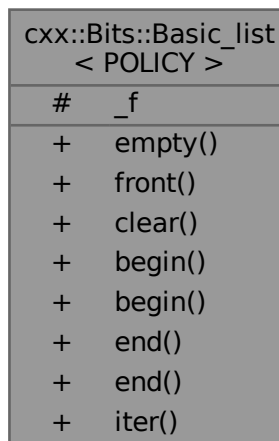 cxx::Bits::Basic_list
< POLICY >
# _f
+ empty()
+ front()
+ clear()
+ begin()
+ begin()
+ end()
+ end()
+ iter()